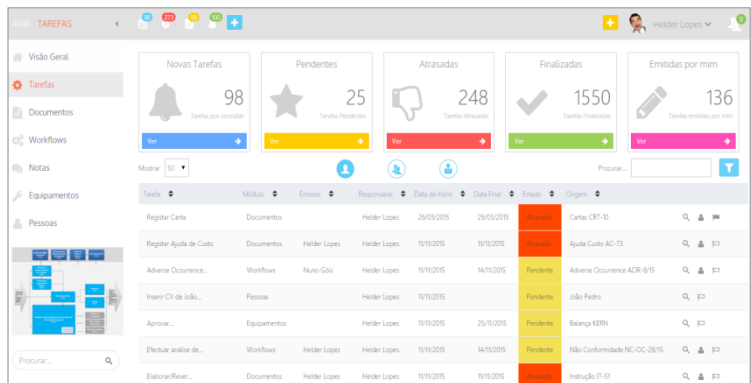 AGIR TAREFAS
98
273
98
100
Helder Lopes
Visão Geral
Tarefas
Documentos
Workflows
Notas
Equipamentos
Pessoas
Procurar...
Novas Tarefas
98
Tarefas por consultar
Ver
Pendentes
25
Tarefas Pendentes
Ver
Atrasadas
248
Tarefas Atrasadas
Ver
Finalizadas
1550
Tarefas Finalizadas
Ver
Emitidas por mim
136
Tarefas emitidas por mim
Ver
Mostrar 50
Procurar...
Tarefa Módulo Emissor Responsável Data de Inicio Data Final Estado Origem
Registar Carta Documentos Helder Lopes 26/03/2015 26/03/2015 Atrasada Cartas CRT-10
Registar Ajuda de Custo Documentos Helder Lopes Helder Lopes 11/11/2015 11/11/2015 Atrasada Ajuda Custo AC-73
Adverse Occurrence... Workflows Nuno Góis Helder Lopes 11/11/2015 14/11/2015 Pendente Adverse Occurrence AOR-8/15
Inserir CV de João... Pessoas Helder Lopes 11/11/2015 Pendente João Pedro
Aprovar... Equipamentos Helder Lopes 11/11/2015 25/11/2015 Pendente Balança KERN
Efectuar análise de... Workflows Helder Lopes Helder Lopes 11/11/2015 14/11/2015 Pendente Não Conformidade NC-OC-28/15
Elaborar/Rever... Documentos Helder Lopes Helder Lopes 11/11/2015 11/11/2015 Atrasada Instrução IT-51